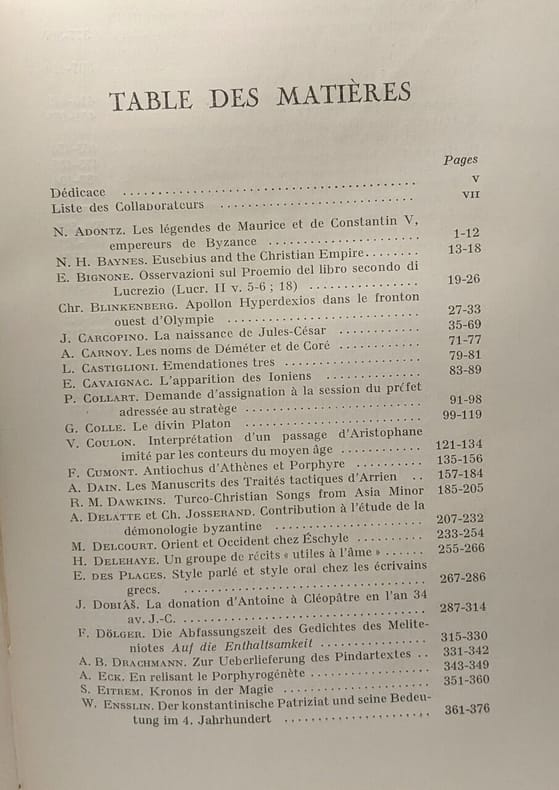 TABLE DES MATIÈRES
Pages
Dédicace .......................................... V
Liste des Collaborateurs ............................ VII
N. ADONTZ. Les légendes de Maurice et de Constantin V,
empereurs de Byzance ...................... 1-12
N. H. BAYNES. Eusebius and the Christian Empire........ 13-18
E. BIGNONE. Osservazioni sul Proemio del libro secondo di
Lucrezio (Lucr. II v. 5-6 ; 18) ................ 19-26
Chr. BLINKENBERG. Apollon Hyperdexios dans le fronton
ouest d'Olympie ............................ 27-33
J. CARCOPINO. La naissance de Jules-César ............ 35-69
A. CARNOY. Les noms de Déméter et de Coré ............ 71-77
L. CASTIGLIONI. Emendationes tres .................... 79-81
E. CAVAIGNAC. L'apparition des Ioniens ................ 83-89
P. COLLART. Demande d'assignation à la session du préfet
adressée au stratège .......................... 91-98
G. COLLE. Le divin Platon ............................ 99-119
V. COULON. Interprétation d'un passage d'Aristophane
imité par les conteurs du moyen âge ............ 121-134
F. CUMONT. Antiochus d'Athènes et Porphyre .......... 135-156
A. DAIN. Les Manuscrits des Traités tactiques d'Arrien .. 157-184
R. M. DAWKINS. Turco-Christian Songs from Asia Minor 185-205
A. DELATTE et Ch. JOSSERAND. Contribution à l'étude de la
démonologie byzantine ...................... 207-232
M. DELCOURT. Orient et Occident chez Eschyle ........ 233-254
H. DELEHAYE. Un groupe de récits « utiles à l'âme » ...... 255-266
E. DES PLACES. Style parlé et style oral chez les écrivains
grecs. .................................... 267-286
J. DOBIÁŠ. La donation d'Antoine à Cléopâtre en l'an 34
av. J.-C. .................................. 287-314
F. DÖLGER. Die Abfassungszeit des Gedichtes des Melite-
niotes Auf die Enthaltsamkeit ................ 315-330
A. B. DRACHMANN. Zur Ueberlieferung des Pindartextes .. 331-342
A. ECK. En relisant le Porphyrogénète ................ 343-349
S. EITREM. Kronos in der Magie ...................... 351-360
W. ENSSLIN. Der konstantinische Patriziat und seine Bedeu-
tung im 4. Jahrhundert ...................... 361-376